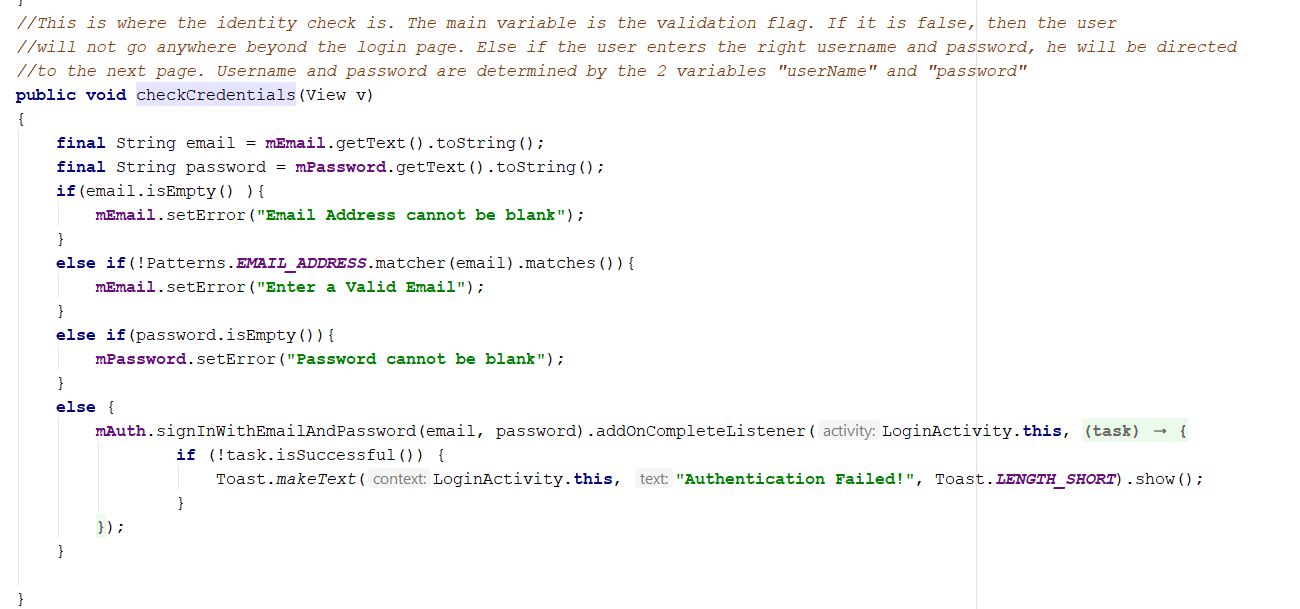 }
//This is where the identity check is. The main variable is the validation flag. If it is false, then the user
//will not go anywhere beyond the login page. Else if the user enters the right username and password, he will be directed
//to the next page. Username and password are determined by the 2 variables "userName" and "password"
public void checkCredentials(View v)
{
    final String email = mEmail.getText().toString();
    final String password = mPassword.getText().toString();
    if(email.isEmpty() ){
        mEmail.setError("Email Address cannot be blank");
    }
    else if(!Patterns.EMAIL_ADDRESS.matcher(email).matches()){
        mEmail.setError("Enter a Valid Email");
    }
    else if(password.isEmpty()){
        mPassword.setError("Password cannot be blank");
    }
    else {
        mAuth.signInWithEmailAndPassword(email, password).addOnCompleteListener( activity: LoginActivity.this, (task) → {
                if (!task.isSuccessful()) {
                    Toast.makeText( context: LoginActivity.this, text: "Authentication Failed!", Toast.LENGTH_SHORT).show();
                }
        });
    }
}